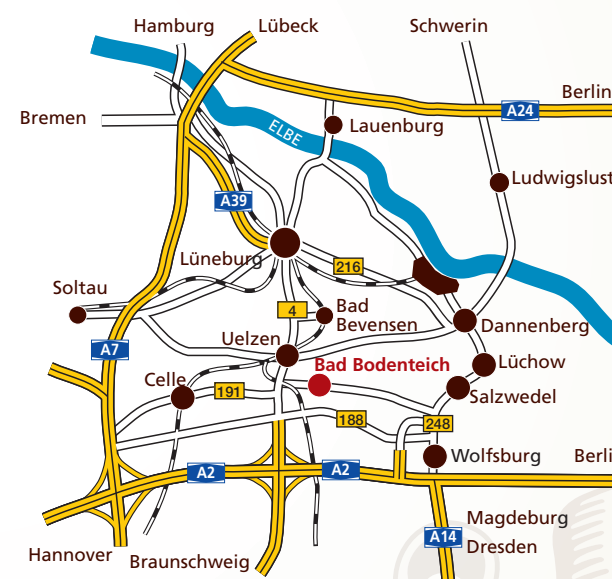 Hamburg
Lübeck
Schwerin
Berlin
A24
Bremen
ELBE
Lauenburg
Ludwigslust
A39
Lüneburg
216
Soltau
4
Bad
Bevensen
Dannenberg
Uelzen
A7
Bad Bodenteich
Lüchow
Celle
191
Salzwedel
188
248
Wolfsburg
Berli
A2
A2
Magdeburg
A14
Dresden
Hannover
Braunschweig